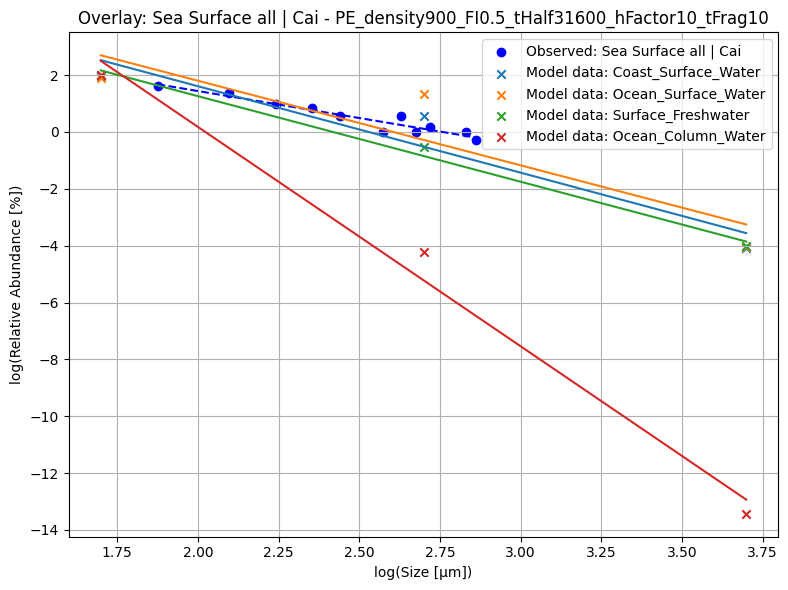 Overlay: Sea Surface all | Cai - PE_density900_FI0.5_tHalf31600_hFactor10_tFrag10
Observed: Sea Surface all | Cai
Model data: Coast_Surface_Water
Model data: Ocean_Surface_Water
Model data: Surface_Freshwater
Model data: Ocean_Column_Water
log(Relative Abundance [%])
2
0
−2
−4
−6
−8
−10
−12
−14
1.75 2.00 2.25 2.50 2.75 3.00 3.25 3.50 3.75
log(Size [μm])